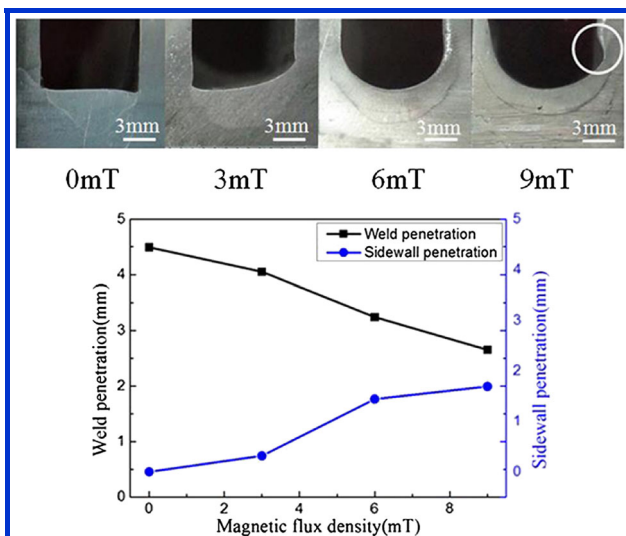 3mm 3mm 3mm 3mm
0mT 3mT 6mT 9mT
5 5
Weld penetration
Sidewall penetration
4 4
3 3
2 2
1 1
0 0
0 2 4 6 8
Weld penetration(mm)
Sidewall penetration(mm)
Magnetic flux density(mT)